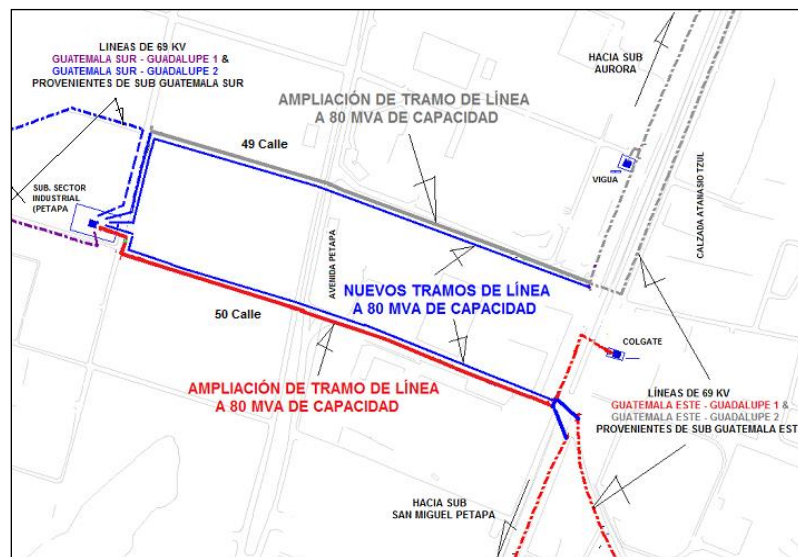 LINEAS DE 69 KV
GUATEMALA SUR - GUADALUPE 1 &
GUATEMALA SUR - GUADALUPE 2
PROVENIENTES DE SUB GUATEMALA SUR
HACIA SUB
AURORA
AMPLIACIÓN DE TRAMO DE LÍNEA
A 80 MVA DE CAPACIDAD
49 Calle
VIGUA
SUB. SECTOR
INDUSTRIAL
(PETAPA
CALZADA ATANASIO TZUL
AVENIDA PETAPA
NUEVOS TRAMOS DE LÍNEA
A 80 MVA DE CAPACIDAD
50 Calle
COLGATE
AMPLIACIÓN DE TRAMO DE LÍNEA
A 80 MVA DE CAPACIDAD
LÍNEAS DE 69 KV
GUATEMALA ESTE - GUADALUPE 1 &
GUATEMALA ESTE - GUADALUPE 2
PROVENIENTES DE SUB GUATEMALA EST
HACIA SUB
SAN MIGUEL PETAPA